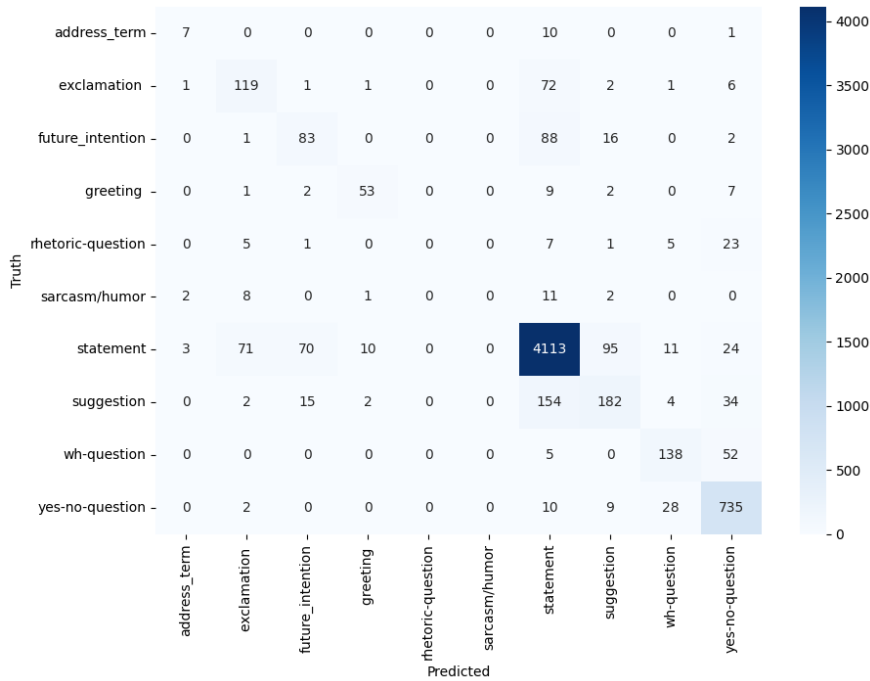 address_term 7 0 0 0 0 0 10 0 0 1
exclamation 1 119 1 1 0 0 72 2 1 6
future_intention 0 1 83 0 0 0 88 16 0 2
greeting 0 1 2 53 0 0 9 2 0 7
rhetoric-question 0 5 1 0 0 0 7 1 5 23
sarcasm/humor 2 8 0 1 0 0 11 2 0 0
statement 3 71 70 10 0 0 4113 95 11 24
suggestion 0 2 15 2 0 0 154 182 4 34
wh-question 0 0 0 0 0 0 5 0 138 52
yes-no-question 0 2 0 0 0 0 10 9 28 735
Truth
address_term
exclamation
future_intention
greeting
rhetoric-question
sarcasm/humor
statement
suggestion
wh-question
yes-no-question
Predicted
4000
3500
3000
2500
2000
1500
1000
500
0